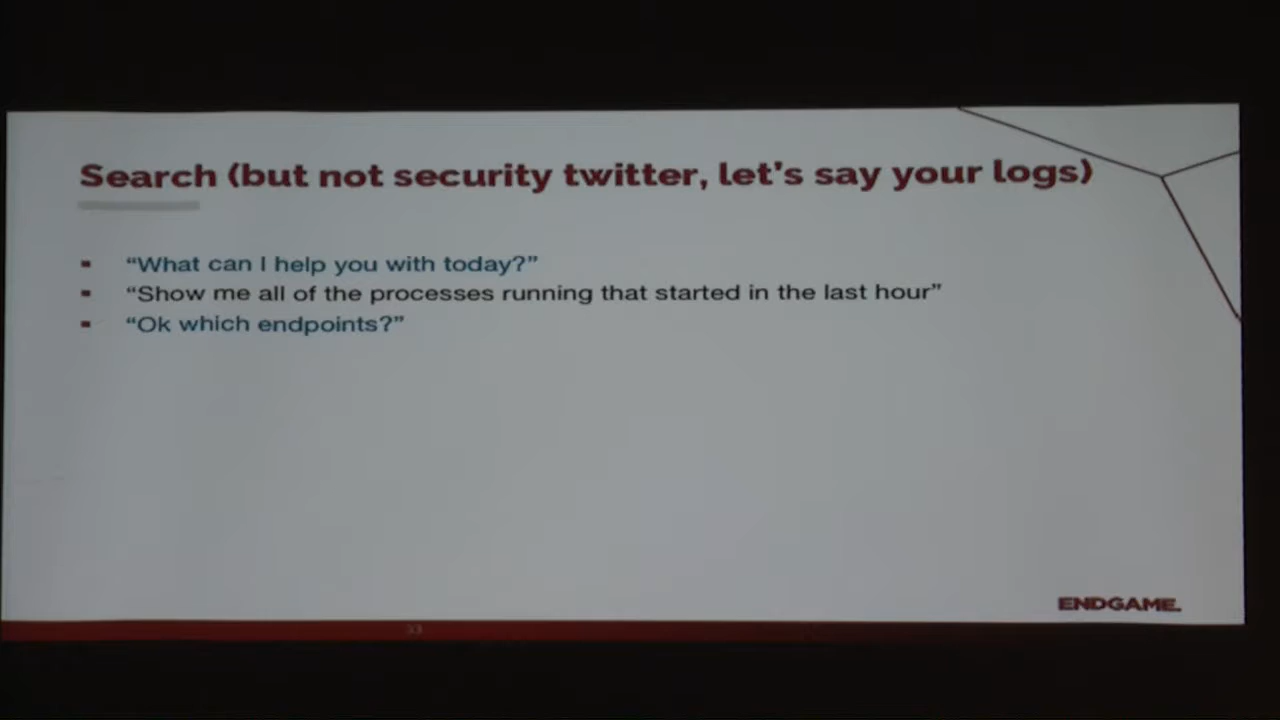 Search (but not security twitter, let's say your logs)
“What can I help you with today?”
“Show me all of the processes running that started in the last hour”
“Ok which endpoints?”
ENDGAME.
33